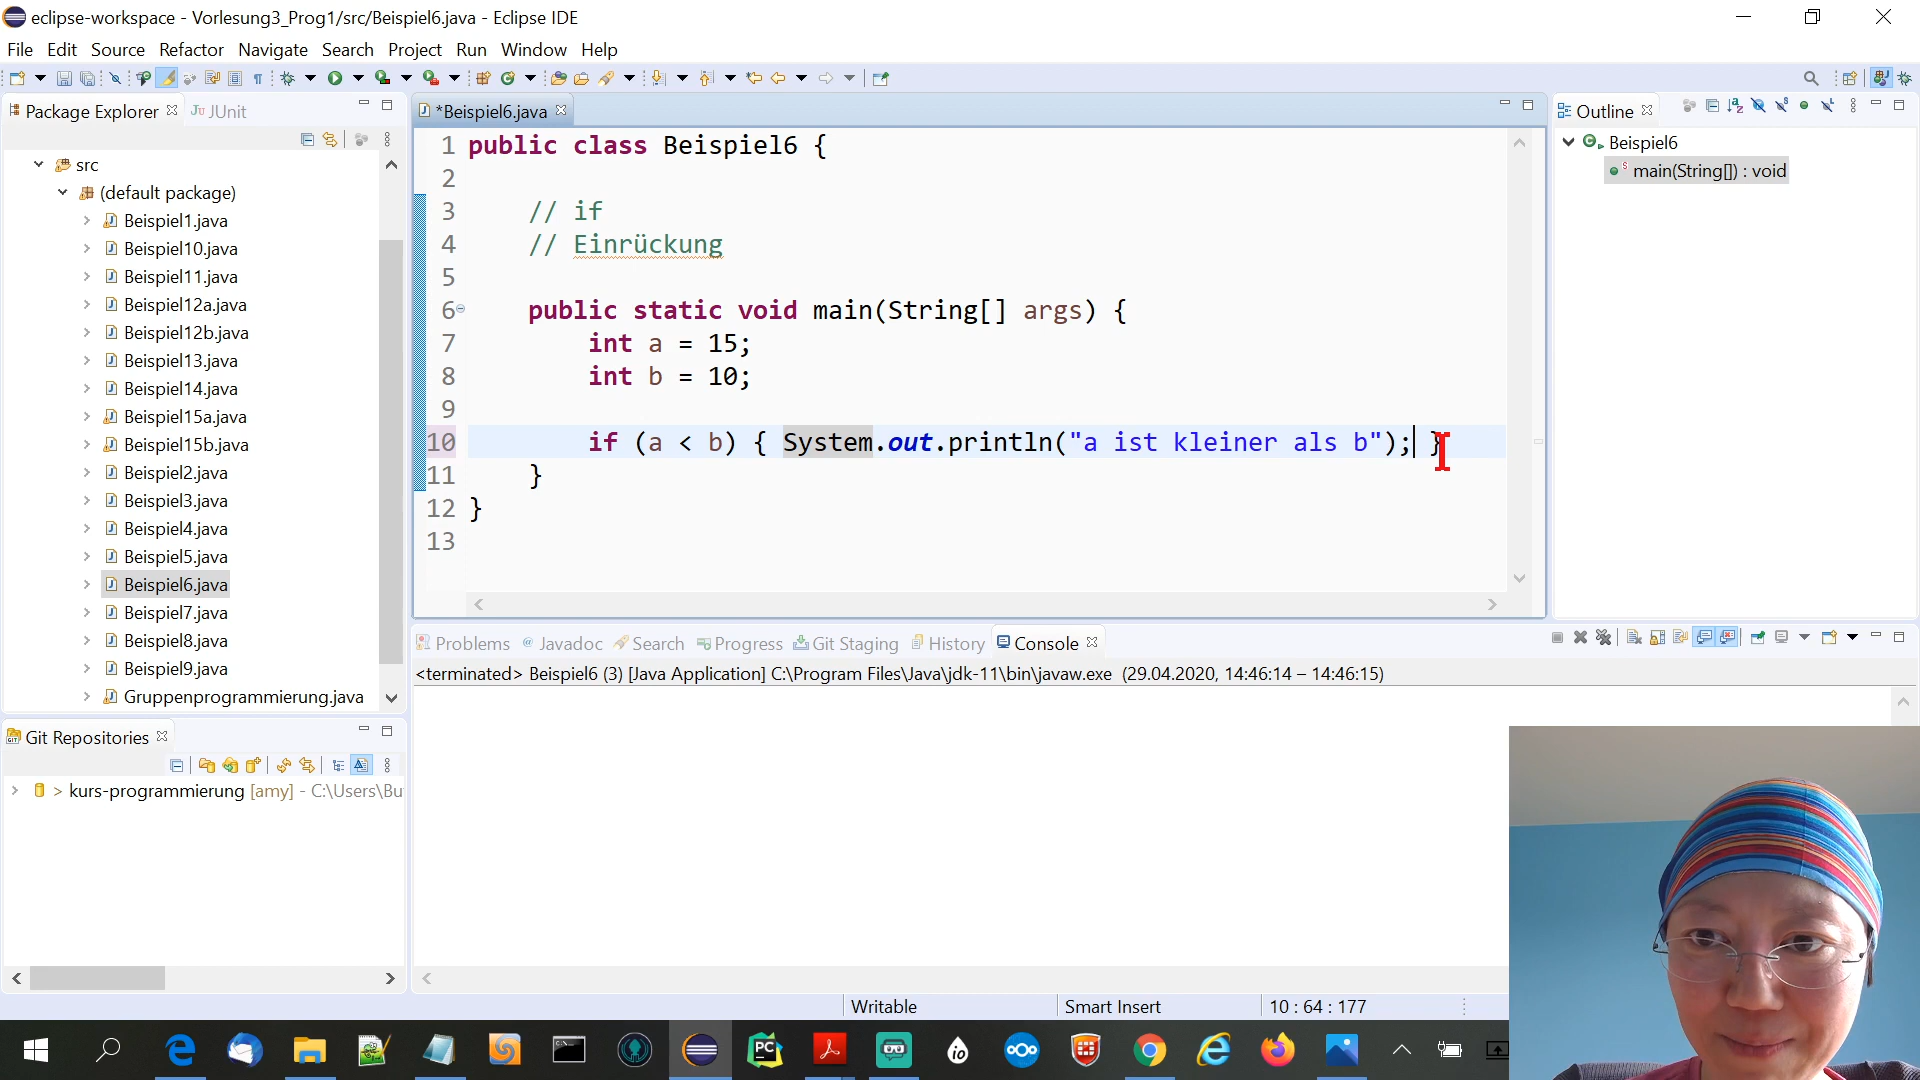 eclipse-workspace - Vorlesung3_Prog1/src/Beispiel6.java - Eclipse IDE
File Edit Source Refactor Navigate Search Project Run Window Help
Package Explorer JUnit
src
(default package)
Beispiel1.java
Beispiel10.java
Beispiel11.java
Beispiel12a.java
Beispiel12b.java
Beispiel13.java
Beispiel14.java
Beispiel15a.java
Beispiel15b.java
Beispiel2.java
Beispiel3.java
Beispiel4.java
Beispiel5.java
Beispiel6.java
Beispiel7.java
Beispiel8.java
Beispiel9.java
Gruppenprogrammierung.java
Git Repositories
> kurs-programmierung [amy] - C:\Users\Bu
*Beispiel6.java
1 public class Beispiel6 {
2
3 // if
4 // Einrückung
5
6 public static void main(String[] args) {
7 int a = 15;
8 int b = 10;
9
10 if (a < b) { System.out.println("a ist kleiner als b"); }
11 }
12 }
13
Outline
Beispiel6
main(String[]) : void
Problems Javadoc Search Progress Git Staging History Console
<terminated> Beispiel6 (3) [Java Application] C:\Program Files\Java\jdk-11\bin\javaw.exe (29.04.2020, 14:46:14 – 14:46:15)
Writable Smart Insert 10 : 64 : 177
PC io